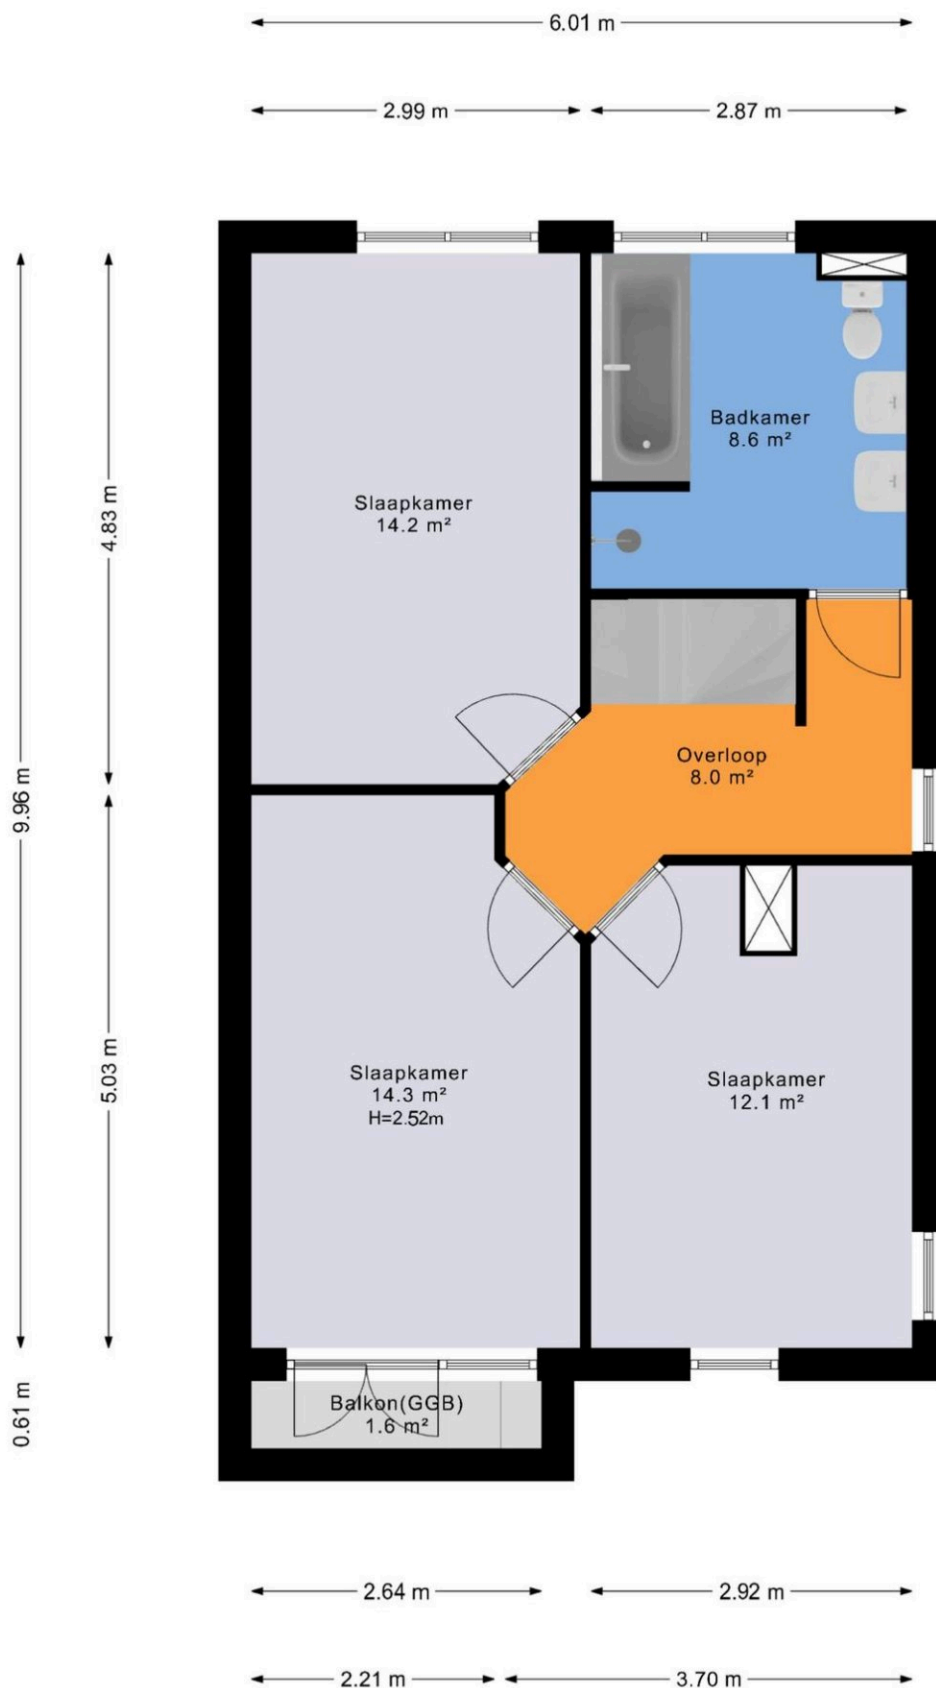 6.01 m
2.99 m
2.87 m
Badkamer
8.6 m²
Slaapkamer
14.2 m²
4.83 m
Overloop
8.0 m²
9.96 m
5.03 m
Slaapkamer
14.3 m²
H=2.52m
Slaapkamer
12.1 m²
0.61 m
Balkon(GGB)
1.6 m²
2.64 m
2.92 m
2.21 m
3.70 m